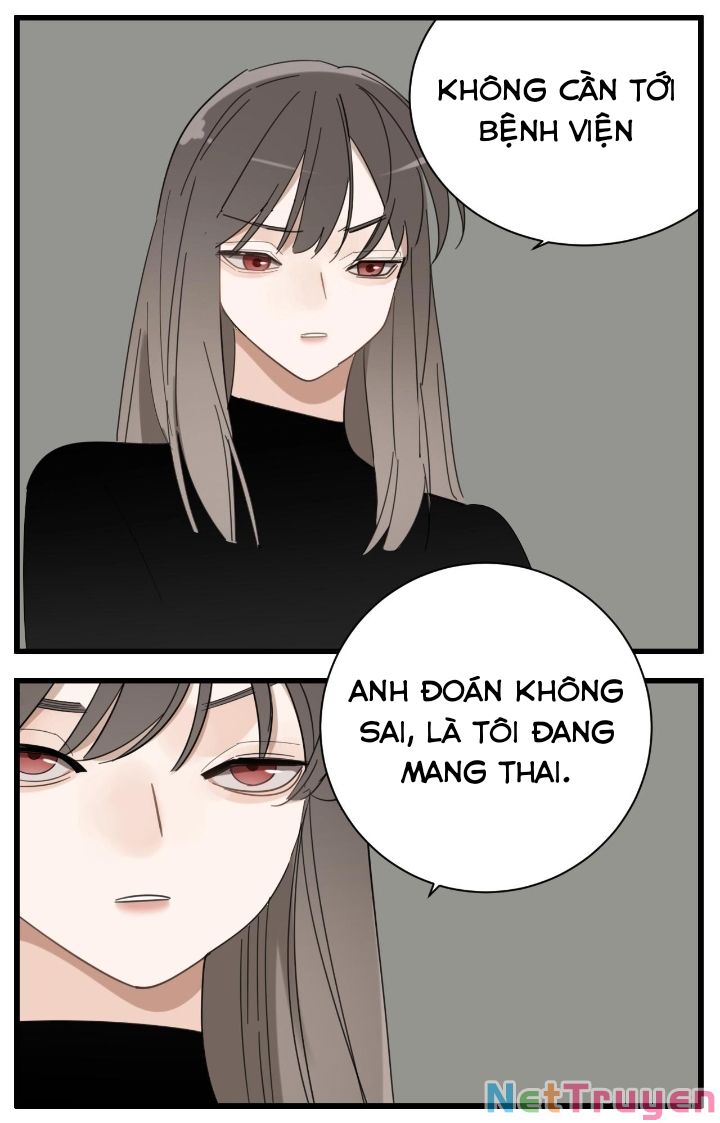 KHÔNG CẦN TỚI
BỆNH VIỆN
ANH ĐOÁN KHÔNG
SAI, LÀ TÔI ĐANG
MANG THAI.
NetTruyen